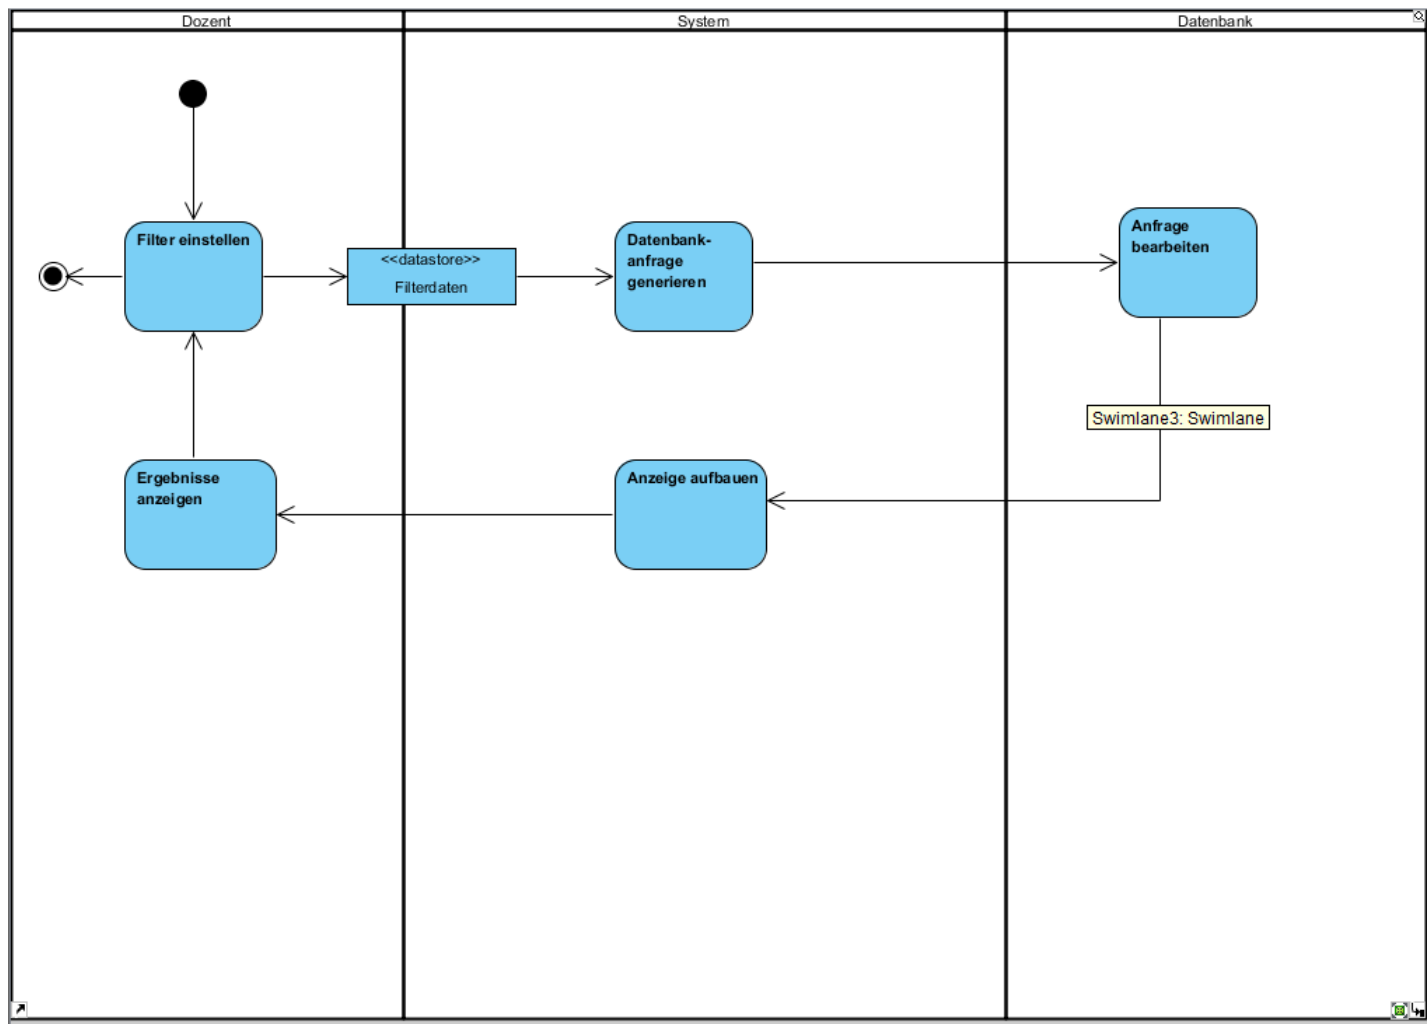 Dozent
System
Datenbank
Filter einstellen
<<datastore>>
Filterdaten
Datenbank-
anfrage
generieren
Anfrage
bearbeiten
Swimlane3: Swimlane
Ergebnisse
anzeigen
Anzeige aufbauen